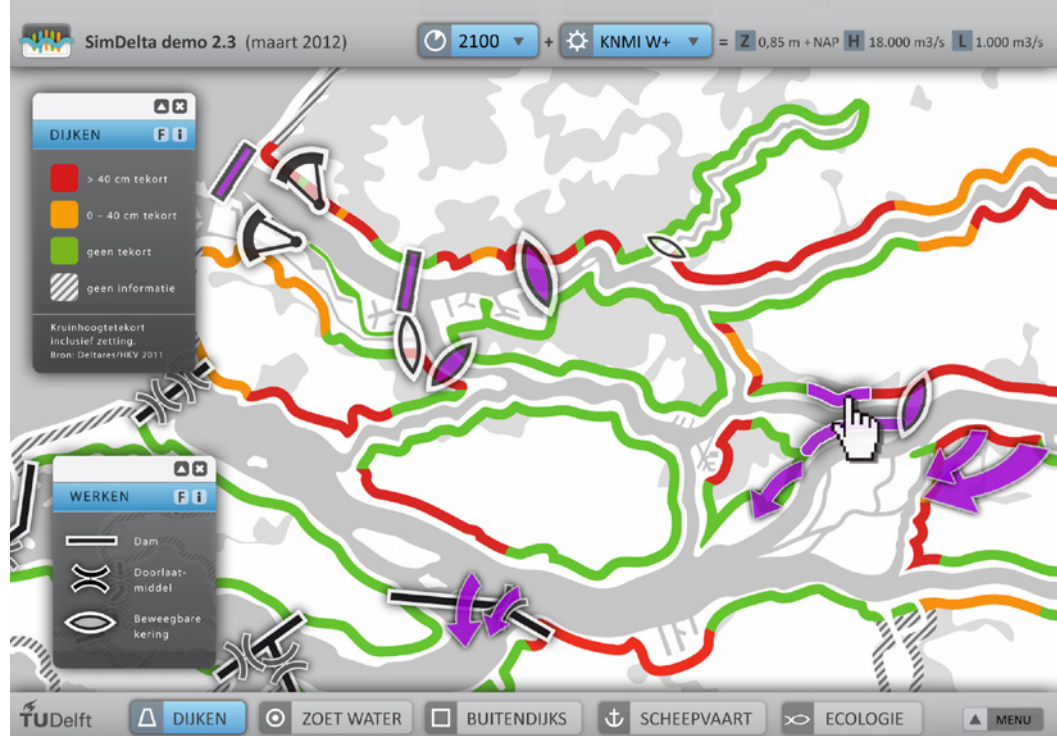 SimDelta demo 2.3 (maart 2012)
2100 + KNMI W+ = Z 0,85 m +NAP H 18.000 m3/s L 1.000 m3/s
DIJKEN F i
> 40 cm tekort
0 – 40 cm tekort
geen tekort
geen informatie
Kruinhoogtetekort
inclusief zetting.
Bron: Deltares/HKV 2011
WERKEN F i
Dam
Doorlaat-
middel
Beweegbare
kering
TUDelft
DIJKEN
ZOET WATER
BUITENDIJKS
SCHEEPVAART
ECOLOGIE
MENU